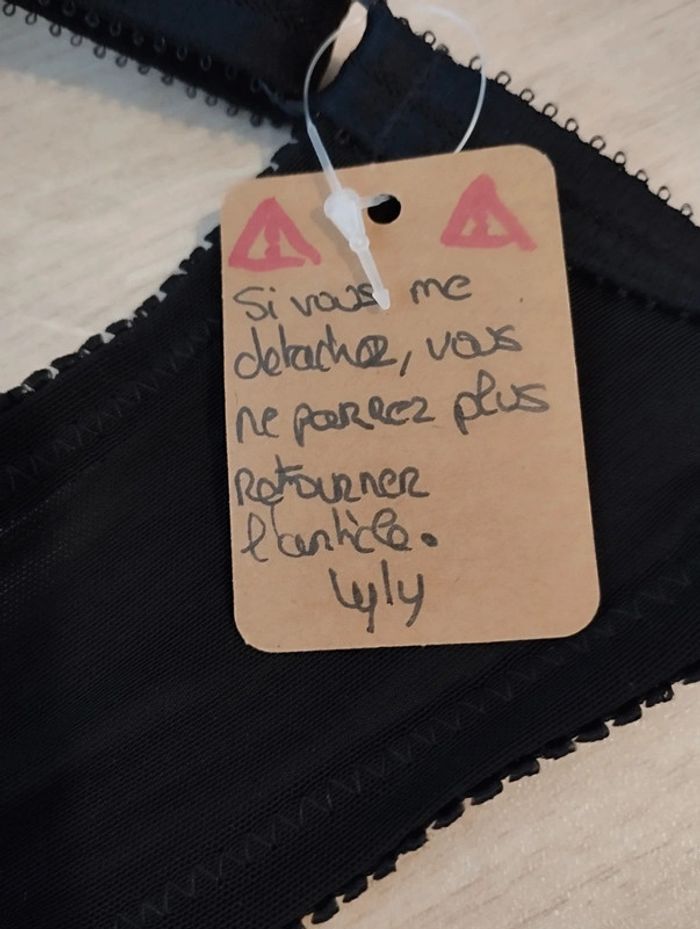 Si vous me
detachez, vous
ne pourrez plus
retourner
l'article.
Lyly